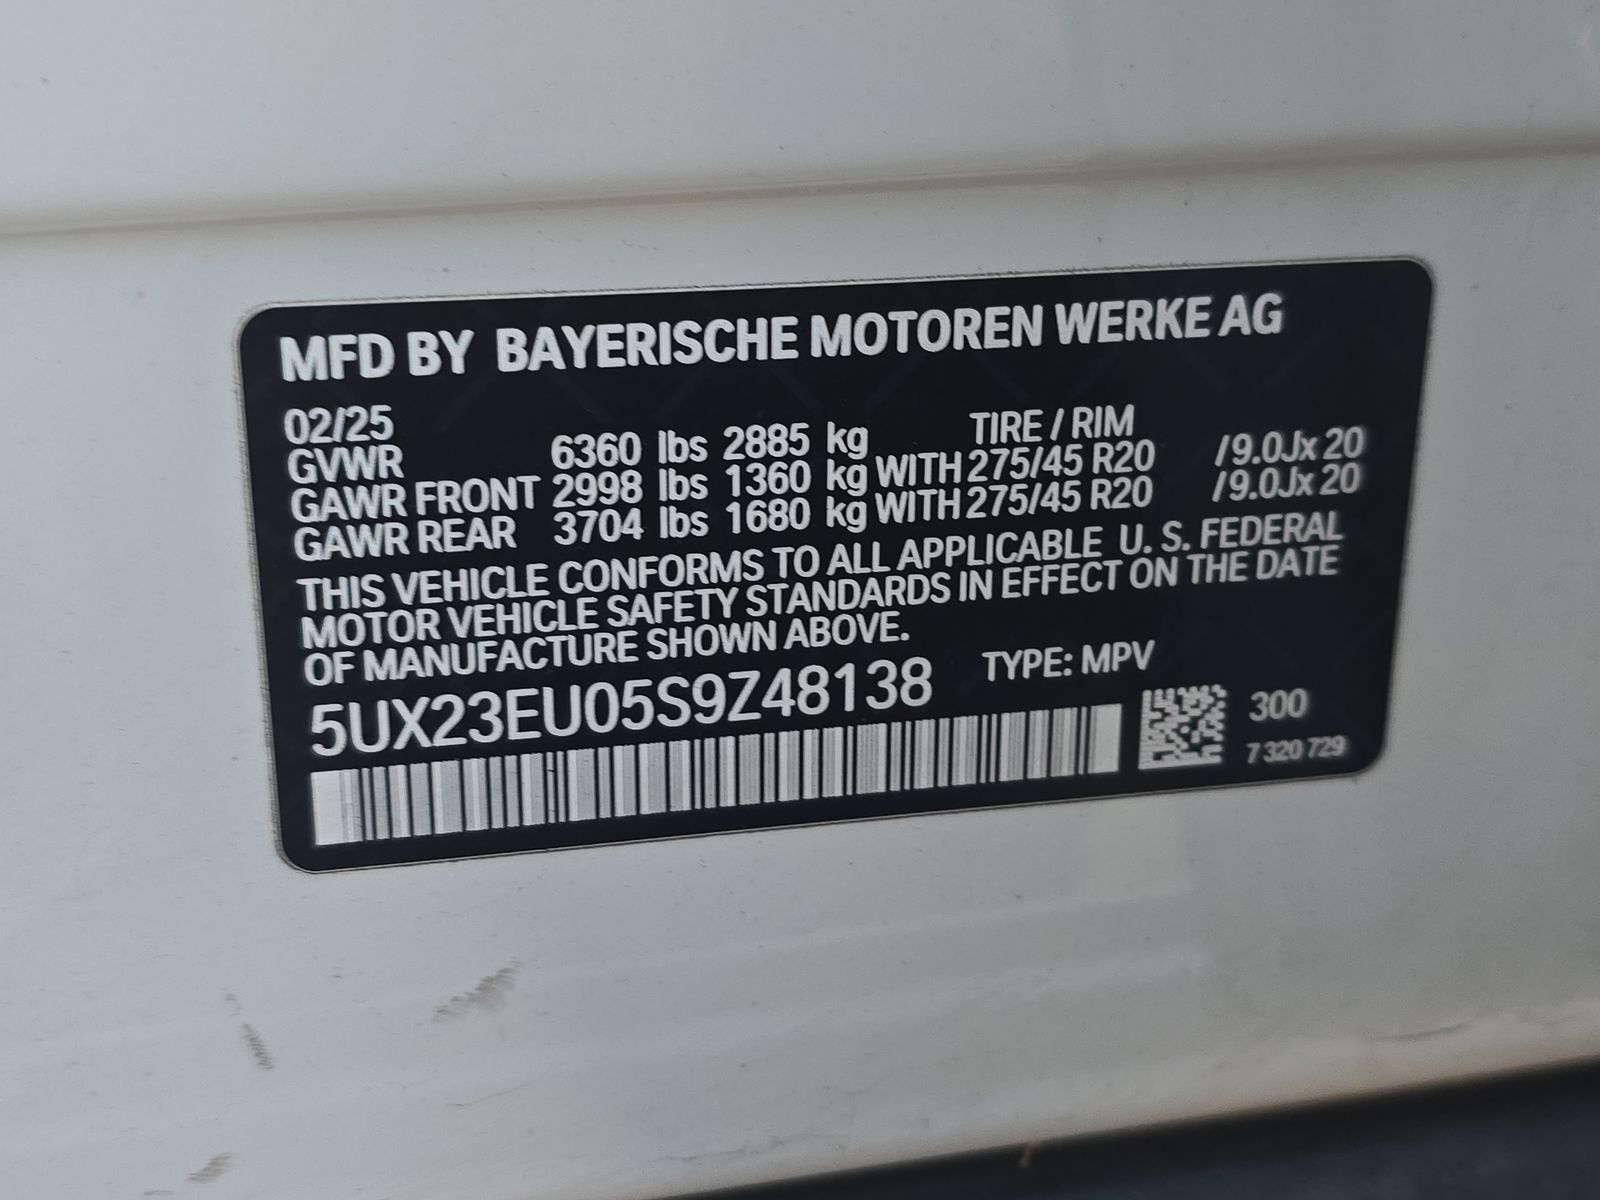 MFD BY BAYERISCHE MOTOREN WERKE AG
02/25 TIRE / RIM
GVWR 6360 lbs 2885 kg
GAWR FRONT 2998 lbs 1360 kg WITH 275/45 R20 /9.0Jx 20
GAWR REAR 3704 lbs 1680 kg WITH 275/45 R20 /9.0Jx 20
THIS VEHICLE CONFORMS TO ALL APPLICABLE U. S. FEDERAL
MOTOR VEHICLE SAFETY STANDARDS IN EFFECT ON THE DATE
OF MANUFACTURE SHOWN ABOVE.
5UX23EU05S9Z48138 TYPE: MPV
300
7 320 729